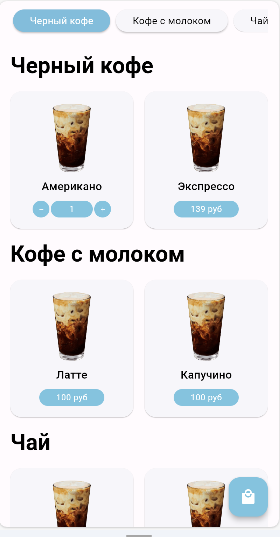 Черный кофе
Кофе с молоком
Чай
Черный кофе
Американо
Экспрессо
- 1 +
139 руб
Кофе с молоком
Латте
Капучино
100 руб
100 руб
Чай